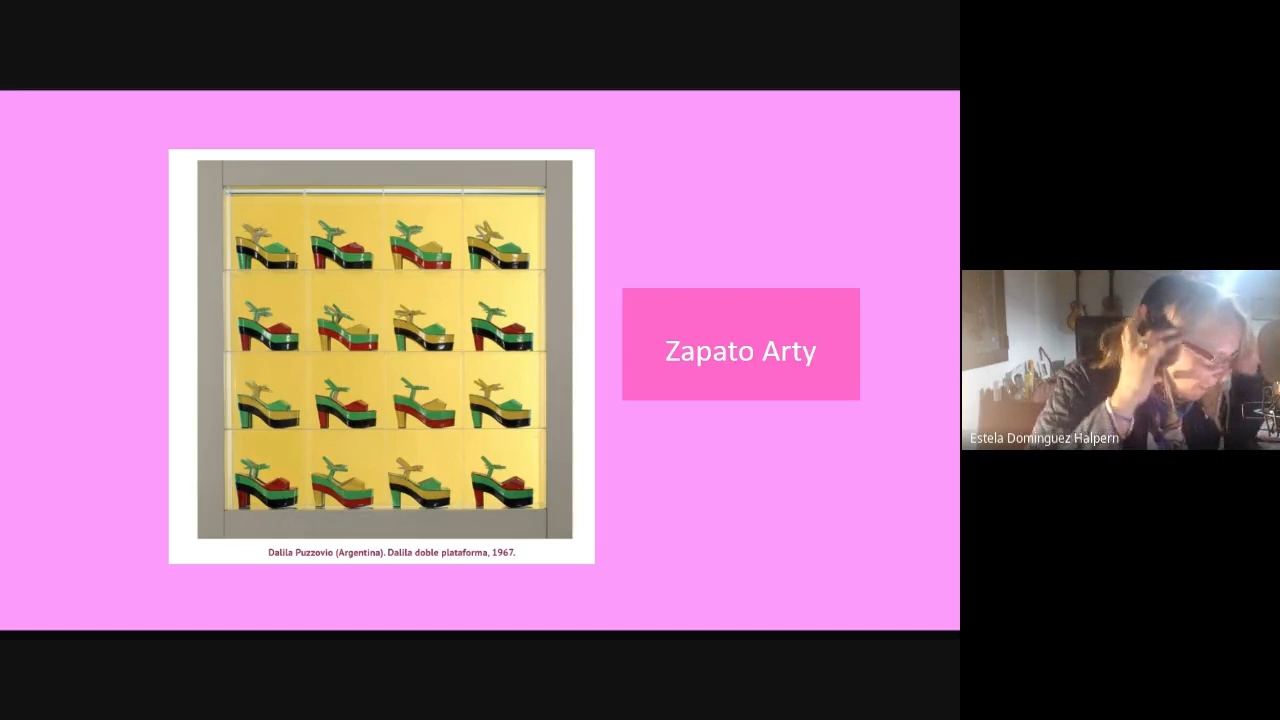 Zapato Arty
Dalila Puzzovio (Argentina). Dalila doble plataforma, 1967.
Estela Dominguez Halpern